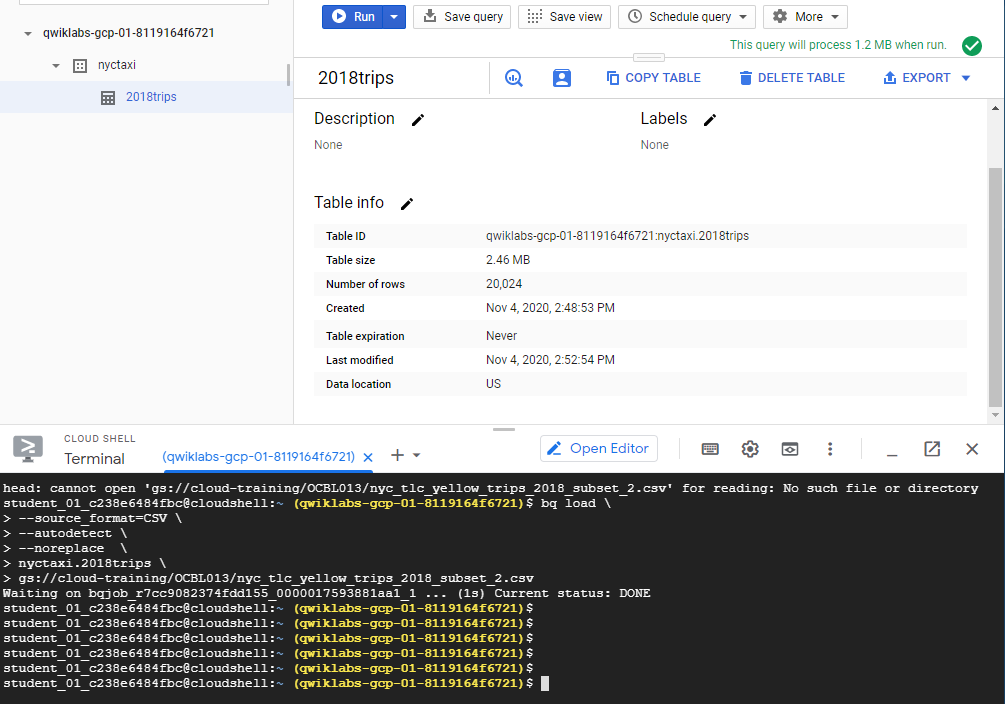 qwiklabs-gcp-01-8119164f6721
nyctaxi
2018trips
Run Save query Save view Schedule query More
This query will process 1.2 MB when run.
2018trips COPY TABLE DELETE TABLE EXPORT
Description Labels
None None
Table info
Table ID qwiklabs-gcp-01-8119164f6721:nyctaxi.2018trips
Table size 2.46 MB
Number of rows 20,024
Created Nov 4, 2020, 2:48:53 PM
Table expiration Never
Last modified Nov 4, 2020, 2:52:54 PM
Data location US
CLOUD SHELL
Terminal (qwiklabs-gcp-01-8119164f6721) Open Editor
head: cannot open 'gs://cloud-training/OCBL013/nyc_tlc_yellow_trips_2018_subset_2.csv' for reading: No such file or directory
student_01_c238e6484fbc@cloudshell:~ (qwiklabs-gcp-01-8119164f6721)$ bq load \
> --source_format=CSV \
> --autodetect \
> --noreplace  \
> nyctaxi.2018trips \
> gs://cloud-training/OCBL013/nyc_tlc_yellow_trips_2018_subset_2.csv
Waiting on bqjob_r7cc9082374fdd155_0000017593881aa1_1 ... (1s) Current status: DONE
student_01_c238e6484fbc@cloudshell:~ (qwiklabs-gcp-01-8119164f6721)$
student_01_c238e6484fbc@cloudshell:~ (qwiklabs-gcp-01-8119164f6721)$
student_01_c238e6484fbc@cloudshell:~ (qwiklabs-gcp-01-8119164f6721)$
student_01_c238e6484fbc@cloudshell:~ (qwiklabs-gcp-01-8119164f6721)$
student_01_c238e6484fbc@cloudshell:~ (qwiklabs-gcp-01-8119164f6721)$
student_01_c238e6484fbc@cloudshell:~ (qwiklabs-gcp-01-8119164f6721)$